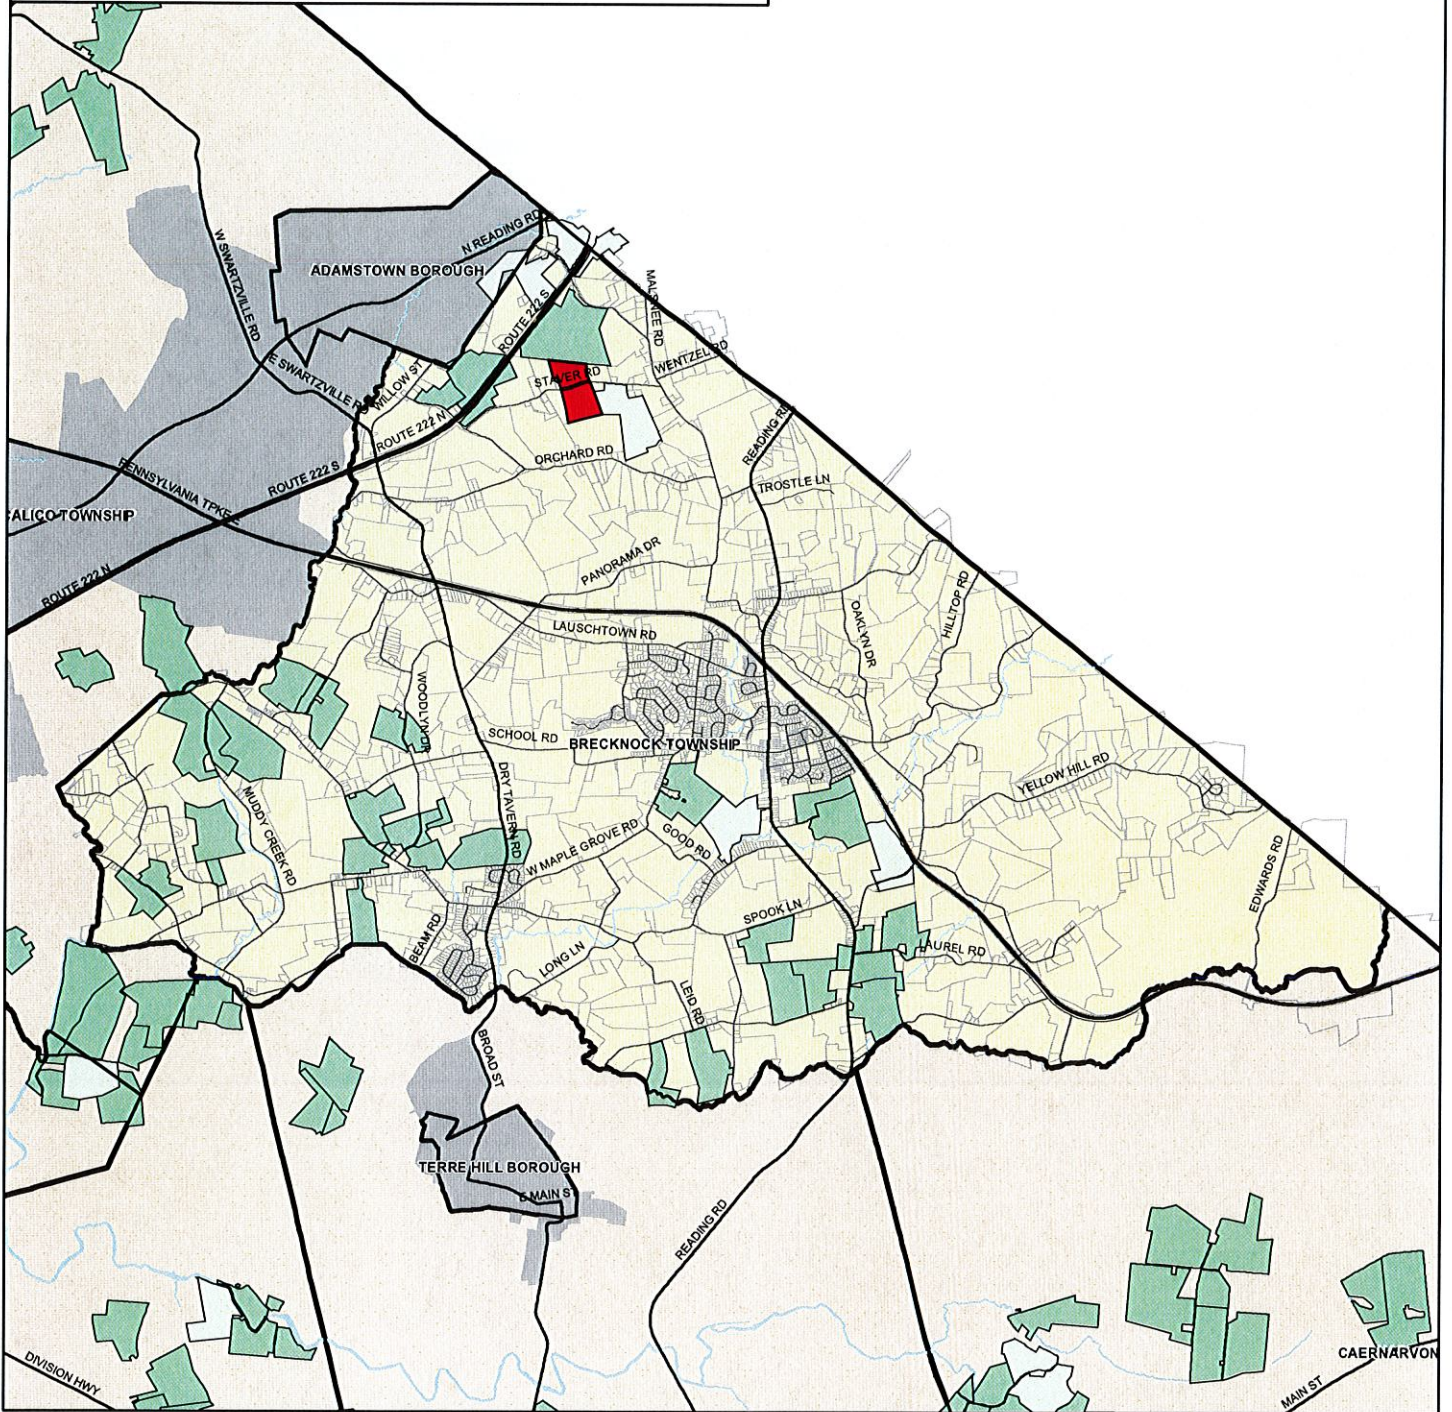 N READING RD
ADAMSTOWN BOROUGH
W SWARTZVILLE RD
MALSNEE RD
ROUTE 222 S
WENTZEL RD
E SWARTZVILLE RD
WILLOW ST
STAVER RD
READING RD
ROUTE 222 N
ORCHARD RD
PENNSYLVANIA TPKE E
ROUTE 222 S
TROSTLE LN
CALICO TOWNSHIP
PANORAMA DR
ROUTE 222 N
OAKLYN DR
HILLTOP RD
LAUSCHTOWN RD
WOODLYN DR
SCHOOL RD
BRECKNOCK TOWNSHIP
YELLOW HILL RD
DRY TAVERN RD
MUDDY CREEK RD
W MAPLE GROVE RD
GOOD RD
EDWARDS RD
SPOOK LN
BEAM RD
LONG LN
LAUREL RD
LEID RD
BROAD ST
TERRE HILL BOROUGH
E MAIN ST
READING RD
DIVISION HWY
CAERNARVON
MAIN ST